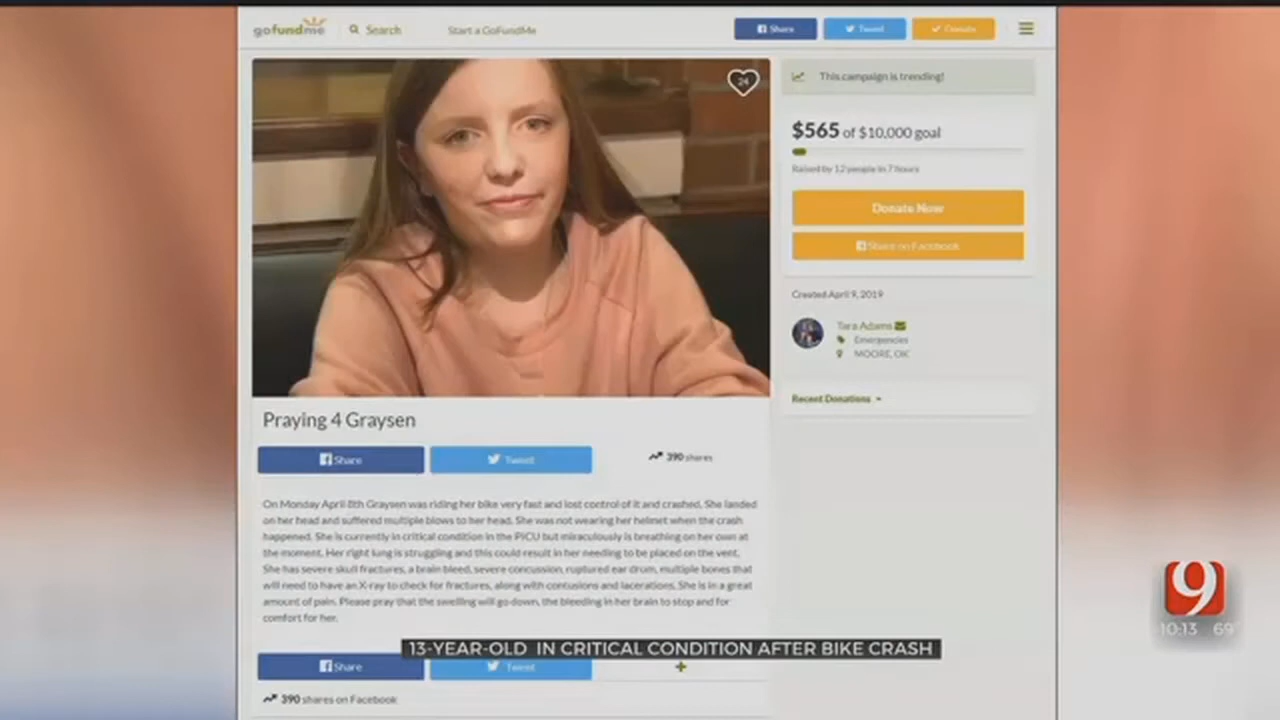 gofundme Search Start a GoFundMe Share Tweet Donate
24
This campaign is trending!
$565 of $10,000 goal
Raised by 12 people in 7 hours
Donate Now
Share on Facebook
Created April 9, 2019
Tara Adams
Emergencies
MOORE, OK
Recent Donations
Praying 4 Graysen
Share Tweet 390 shares
On Monday April 8th Graysen was riding her bike very fast and lost control of it and crashed. She landed
on her head and suffered multiple blows to her head. She was not wearing her helmet when the crash
happened. She is currently in critical condition in the PICU but miraculously is breathing on her own at
the moment. Her right lung is struggling and this could result in her needing to be placed on the vent.
She has severe skull fractures, a brain bleed, severe concussion, ruptured ear drum, multiple bones that
will need to have an X-ray to check for fractures, along with contusions and lacerations. She is in a great
amount of pain. Please pray that the swelling will go down, the bleeding in her brain to stop and for
comfort for her.
13-YEAR-OLD IN CRITICAL CONDITION AFTER BIKE CRASH
Share Tweet +
390 shares on Facebook
9
10:13 69°